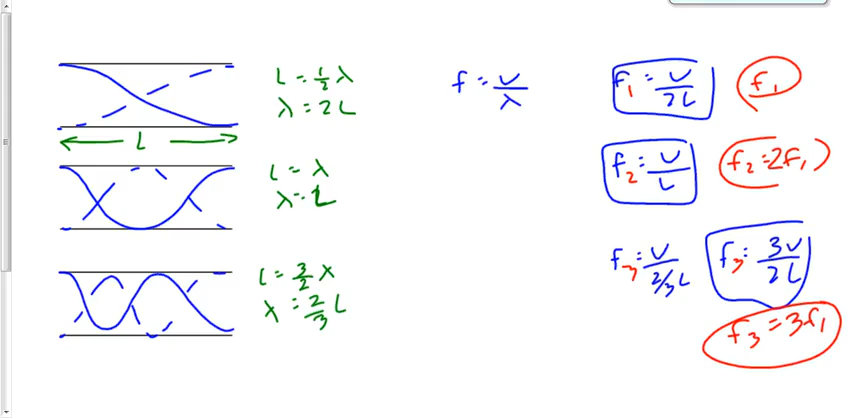 L = 1/2 λ
λ = 2L
L
f = v/λ
f₁ = v/2L
f₁
L = λ
λ = L
f₂ = v/L
f₂ = 2f₁
L = 3/2 λ
λ = 2/3 L
f₃ = v/(2/3 L)
f₃ = 3v/2L
f₃ = 3f₁